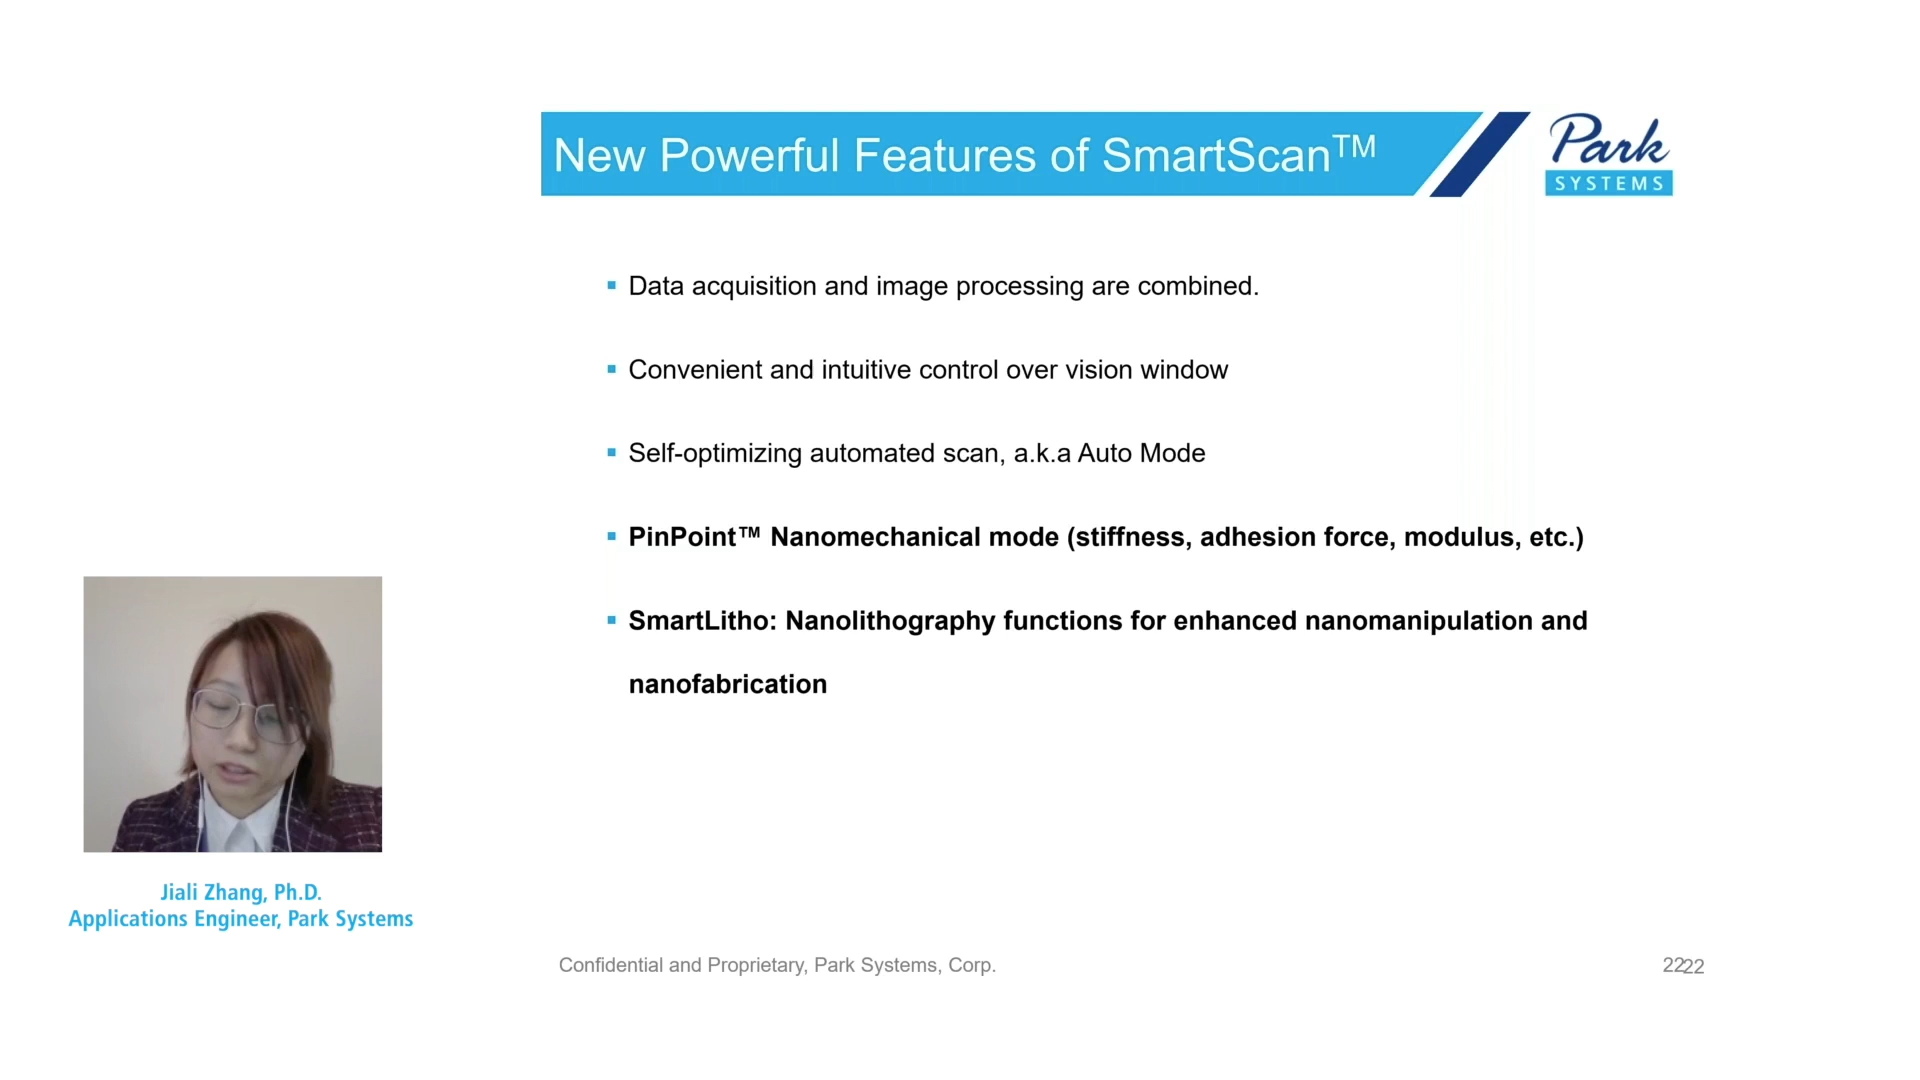 New Powerful Features of SmartScan™
Park
SYSTEMS
▪ Data acquisition and image processing are combined.
▪ Convenient and intuitive control over vision window
▪ Self-optimizing automated scan, a.k.a Auto Mode
▪ PinPoint™ Nanomechanical mode (stiffness, adhesion force, modulus, etc.)
▪ SmartLitho: Nanolithography functions for enhanced nanomanipulation and
nanofabrication
Jiali Zhang, Ph.D.
Applications Engineer, Park Systems
Confidential and Proprietary, Park Systems, Corp.
22
22